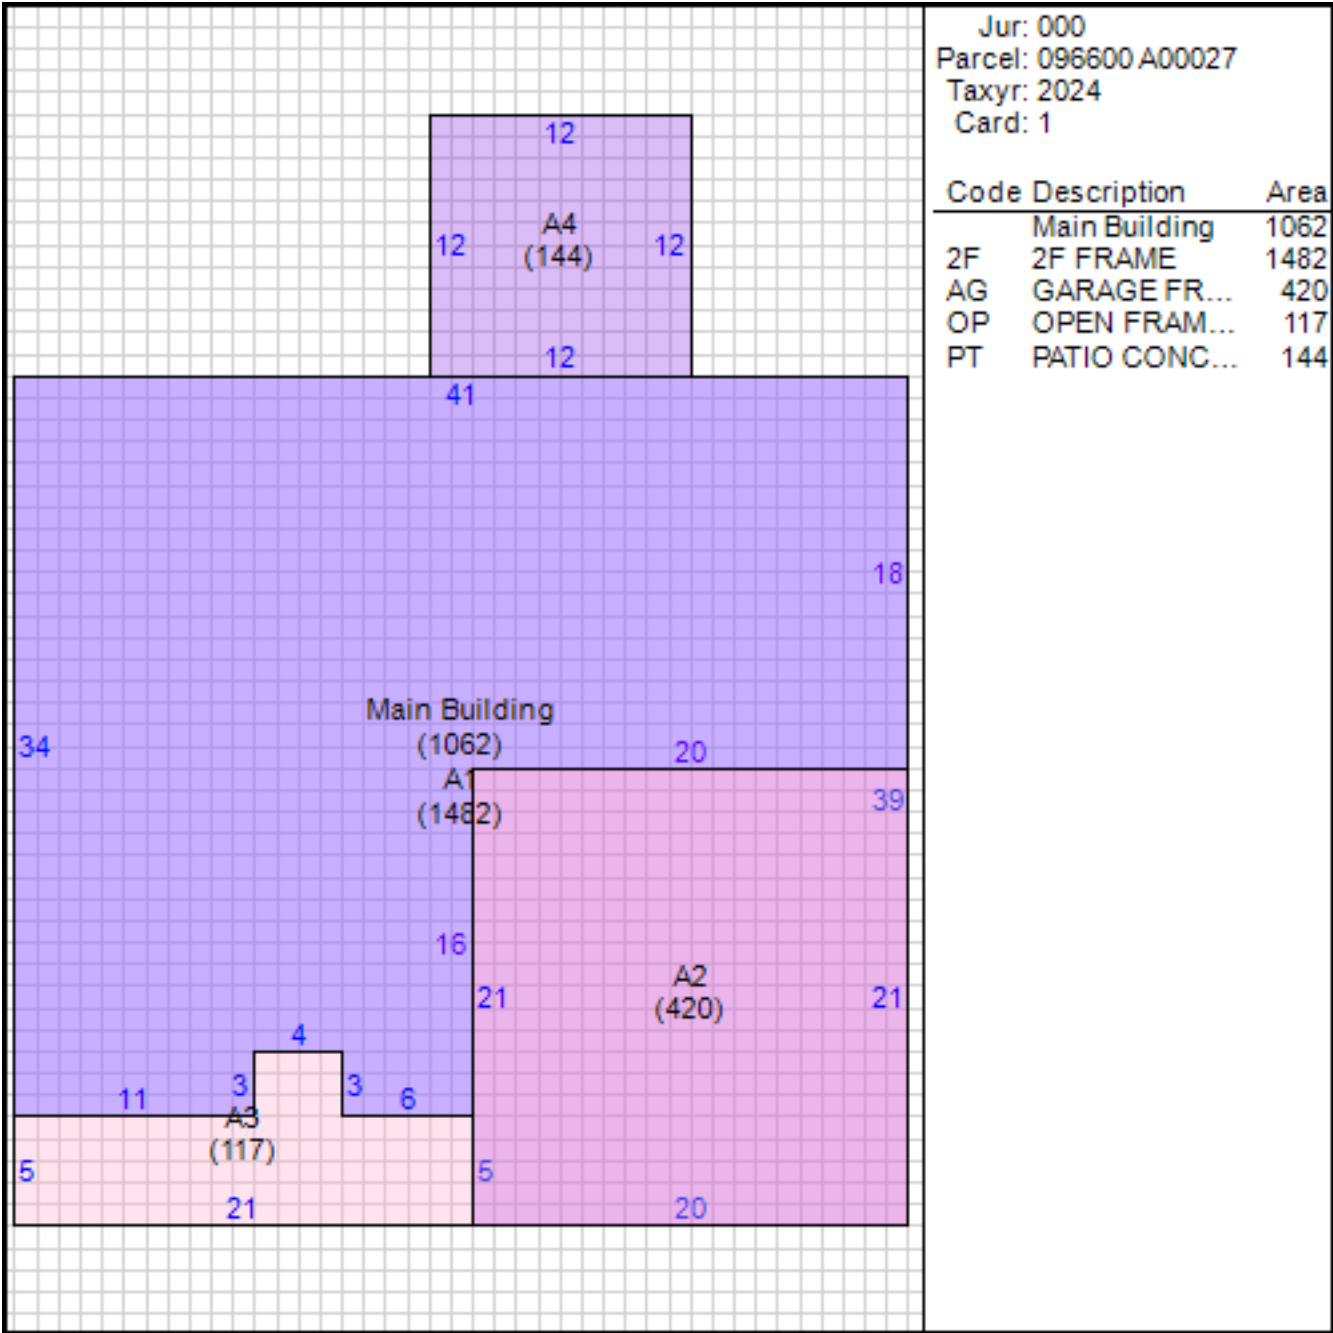 Jur: 000
Parcel: 096600 A00027
Taxyr: 2024
Card: 1
Code Description Area
Main Building 1062
2F 2F FRAME 1482
AG GARAGE FR... 420
OP OPEN FRAM... 117
PT PATIO CONC... 144
12
A4
12 (144) 12
12
41
18
Main Building
34 (1062) 20
A1 39
(1482)
16
A2
21 (420) 21
4
3 3
11 6
A3
(117)
5 5
21 20